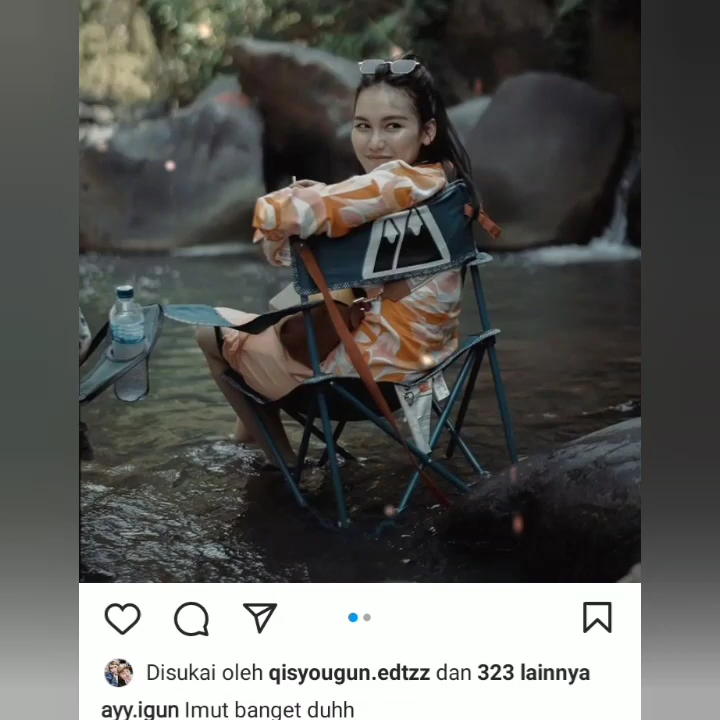 Disukai oleh qisyougun.edtzz dan 323 lainnya
ayy.igun Imut banget duhh